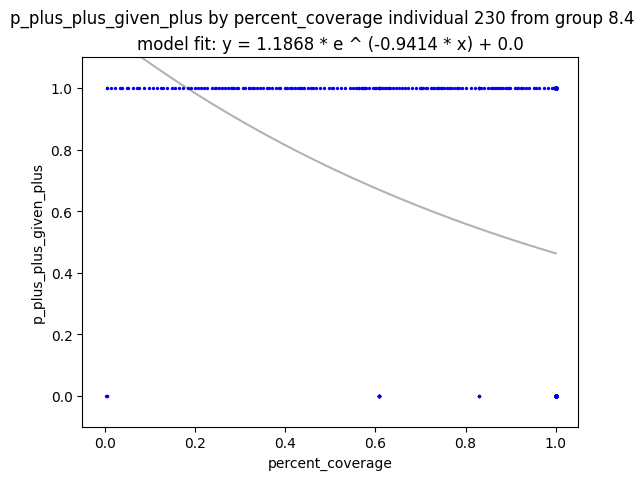 p_plus_plus_given_plus by percent_coverage individual 230 from group 8.4
model fit: y = 1.1868 * e ^ (-0.9414 * x) + 0.0
1.0
0.8
0.6
0.4
0.2
0.0
p_plus_plus_given_plus
0.0 0.2 0.4 0.6 0.8 1.0
percent_coverage